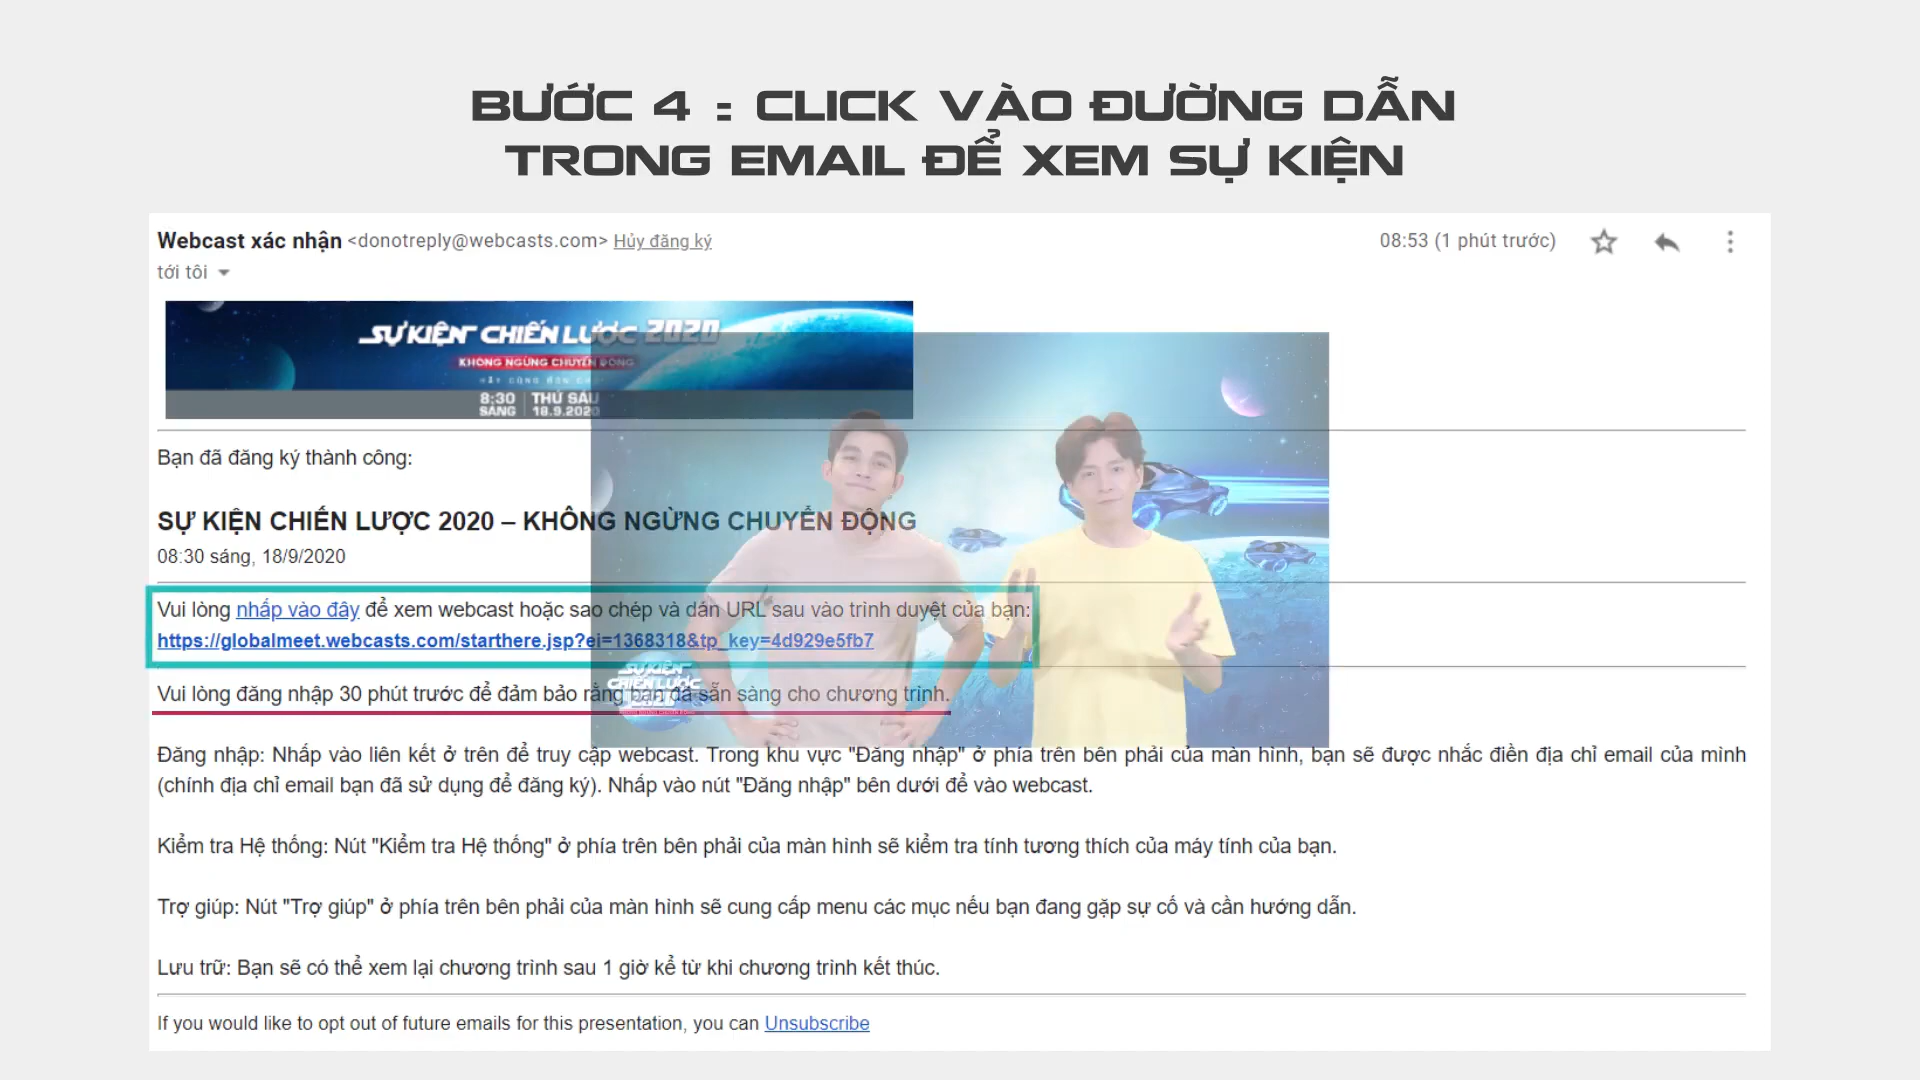 BƯỚC 4 : CLICK VÀO ĐƯỜNG DẪN
TRONG EMAIL ĐỂ XEM SỰ KIỆN
Webcast xác nhận <donotreply@webcasts.com> Hủy đăng ký
08:53 (1 phút trước)
tới tôi
SỰ KIỆN CHIẾN LƯỢC 2020
KHÔNG NGỪNG CHUYỂN ĐỘNG
8:30 SÁNG
THỨ SÁU 18.9.2020
Bạn đã đăng ký thành công:
SỰ KIỆN CHIẾN LƯỢC 2020 – KHÔNG NGỪNG CHUYỂN ĐỘNG
08:30 sáng, 18/9/2020
Vui lòng nhấp vào đây để xem webcast hoặc sao chép và dán URL sau vào trình duyệt của bạn:
https://globalmeet.webcasts.com/starthere.jsp?ei=1368318&tp_key=4d929e5fb7
SỰ KIỆN
CHIẾN LƯỢC
2020
Vui lòng đăng nhập 30 phút trước để đảm bảo rằng bạn đã sẵn sàng cho chương trình.
Đăng nhập: Nhấp vào liên kết ở trên để truy cập webcast. Trong khu vực "Đăng nhập" ở phía trên bên phải của màn hình, bạn sẽ được nhắc điền địa chỉ email của mình
(chính địa chỉ email bạn đã sử dụng để đăng ký). Nhấp vào nút "Đăng nhập" bên dưới để vào webcast.
Kiểm tra Hệ thống: Nút "Kiểm tra Hệ thống" ở phía trên bên phải của màn hình sẽ kiểm tra tính tương thích của máy tính của bạn.
Trợ giúp: Nút "Trợ giúp" ở phía trên bên phải của màn hình sẽ cung cấp menu các mục nếu bạn đang gặp sự cố và cần hướng dẫn.
Lưu trữ: Bạn sẽ có thể xem lại chương trình sau 1 giờ kể từ khi chương trình kết thúc.
If you would like to opt out of future emails for this presentation, you can Unsubscribe